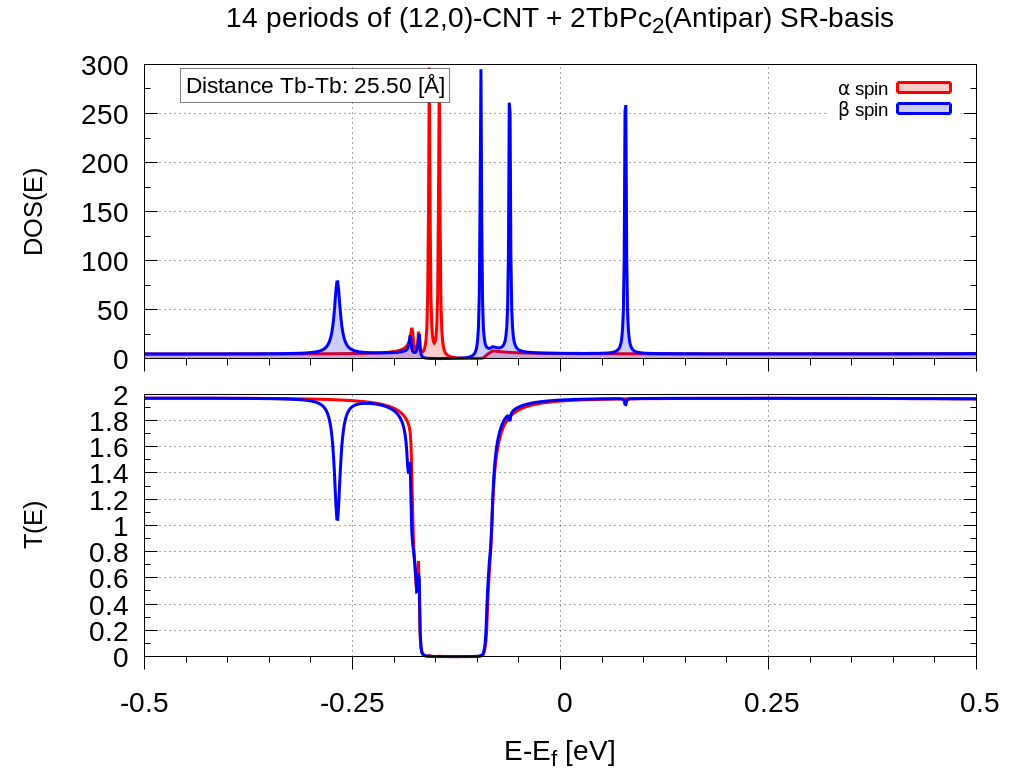 14 periods of (12,0)-CNT + 2TbPc₂(Antipar) SR-basis
Distance Tb-Tb: 25.50 [Å]
α spin
β spin
DOS(E)
300
250
200
150
100
50
0
T(E)
2
1.8
1.6
1.4
1.2
1
0.8
0.6
0.4
0.2
0
-0.5 -0.25 0 0.25 0.5
E-E_f [eV]